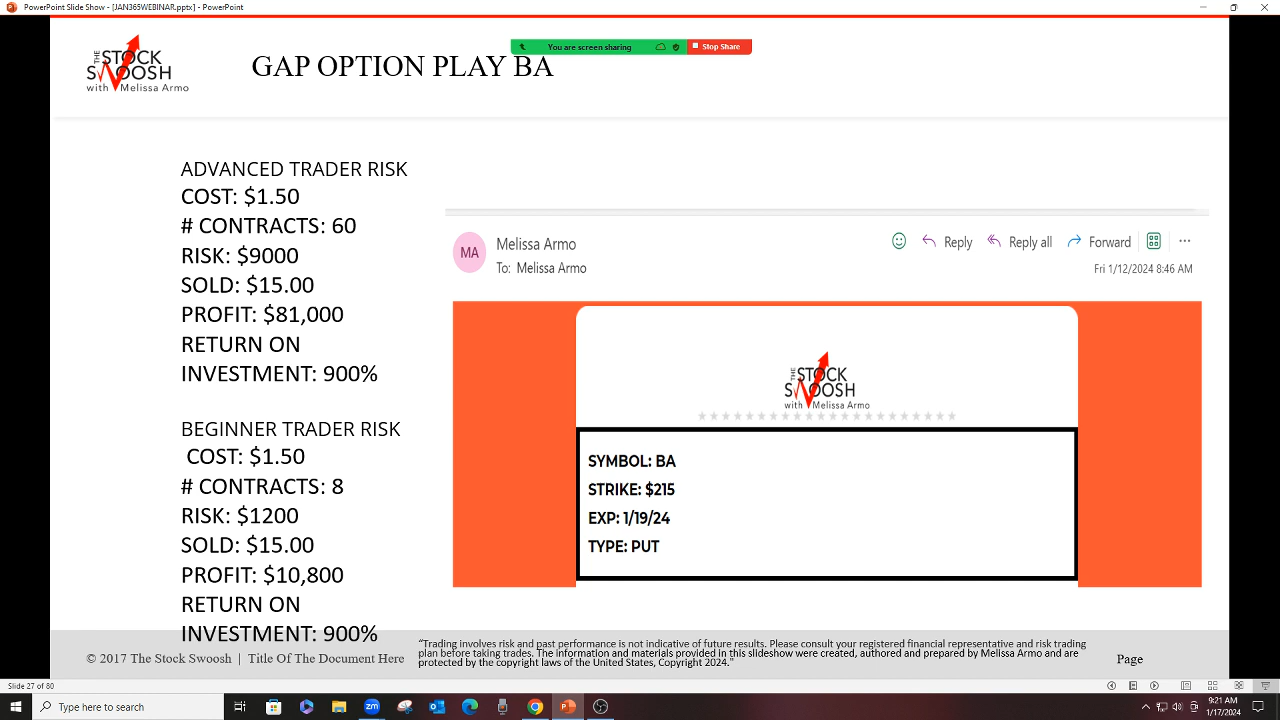 PowerPoint Slide Show - [JAN365WEBINAR.pptx] - PowerPoint
You are screen sharing
Stop Share
THE
STOCK
SWOOSH
with Melissa Armo
GAP OPTION PLAY BA
ADVANCED TRADER RISK
COST: $1.50
# CONTRACTS: 60
RISK: $9000
SOLD: $15.00
PROFIT: $81,000
RETURN ON
INVESTMENT: 900%
BEGINNER TRADER RISK
COST: $1.50
# CONTRACTS: 8
RISK: $1200
SOLD: $15.00
PROFIT: $10,800
RETURN ON
INVESTMENT: 900%
MA
Melissa Armo
To: Melissa Armo
Reply
Reply all
Forward
Fri 1/12/2024 8:46 AM
THE
STOCK
SWOOSH
with Melissa Armo
SYMBOL: BA
STRIKE: $215
EXP: 1/19/24
TYPE: PUT
© 2017 The Stock Swoosh | Title Of The Document Here
"Trading involves risk and past performance is not indicative of future results. Please consult your registered financial representative and risk trading
plan before taking trades. The information and materials provided in this slideshow were created, authored and prepared by Melissa Armo and are
protected by the copyright laws of the United States, Copyright 2024."
Page
Slide 27 of 80
Type here to search
zm
9:21 AM
1/17/2024